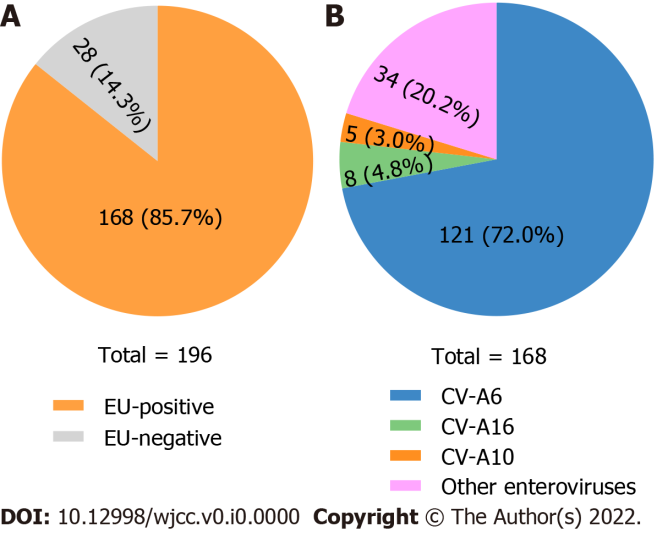 A
28 (14.3%)
168 (85.7%)
Total = 196
EU-positive
EU-negative
B
34 (20.2%)
5 (3.0%)
8 (4.8%)
121 (72.0%)
Total = 168
CV-A6
CV-A16
CV-A10
Other enteroviruses
DOI: 10.12998/wjcc.v0.i0.0000 Copyright © The Author(s) 2022.